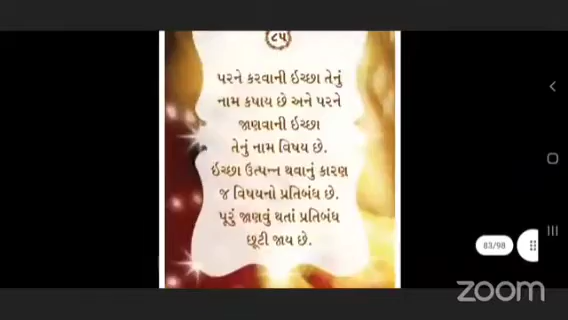 ૮૫
પરને કરવાની ઈચ્છા તેનું
નામ કષાય છે અને પરને
જાણવાની ઈચ્છા
તેનું નામ વિષય છે.
ઈચ્છા ઉત્પન્ન થવાનું કારણ
જ વિષયનો પ્રતિબંધ છે.
પૂરું જાણવું થતાં પ્રતિબંધ
છૂટી જાય છે.
83/98
zoom